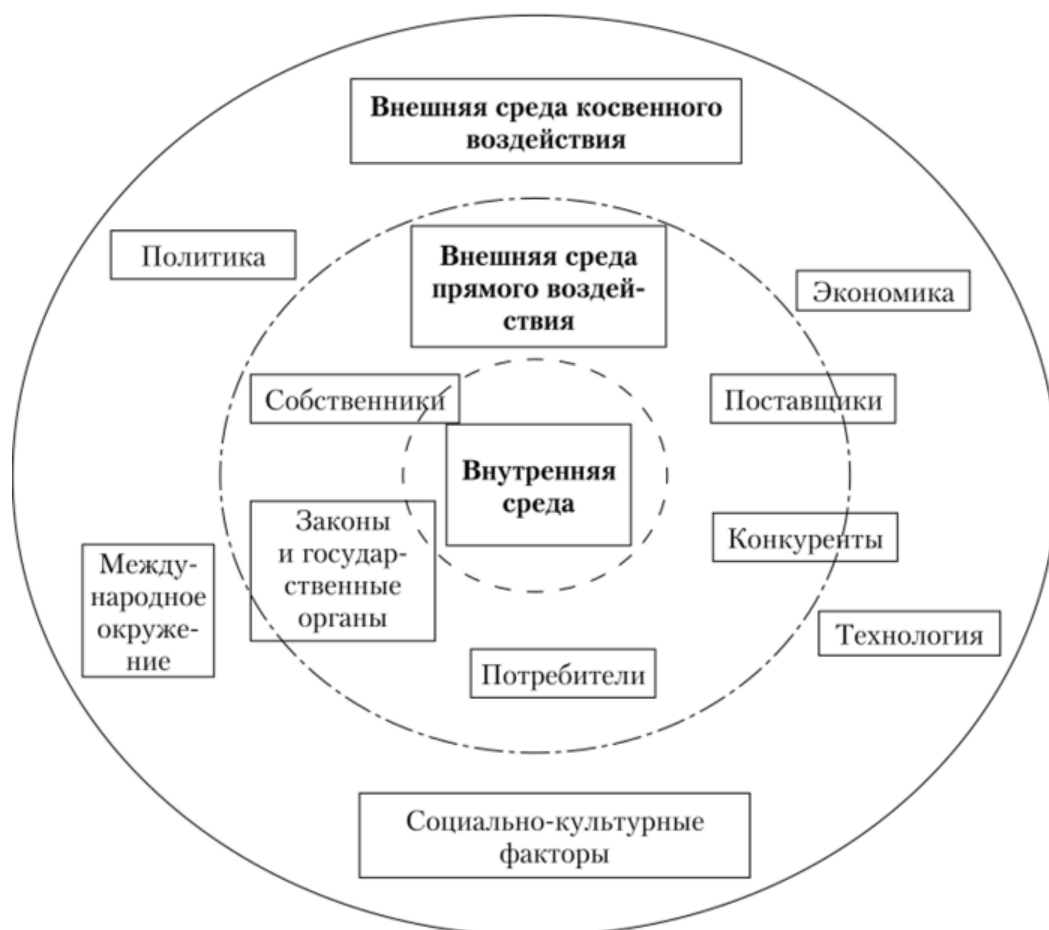 Внешняя среда косвенного
воздействия
Политика
Внешняя среда
прямого воздей-
ствия
Экономика
Собственники
Поставщики
Внутренняя
среда
Законы
и государ-
ственные
органы
Конкуренты
Между-
народное
окруже-
ние
Технология
Потребители
Социально-культурные
факторы